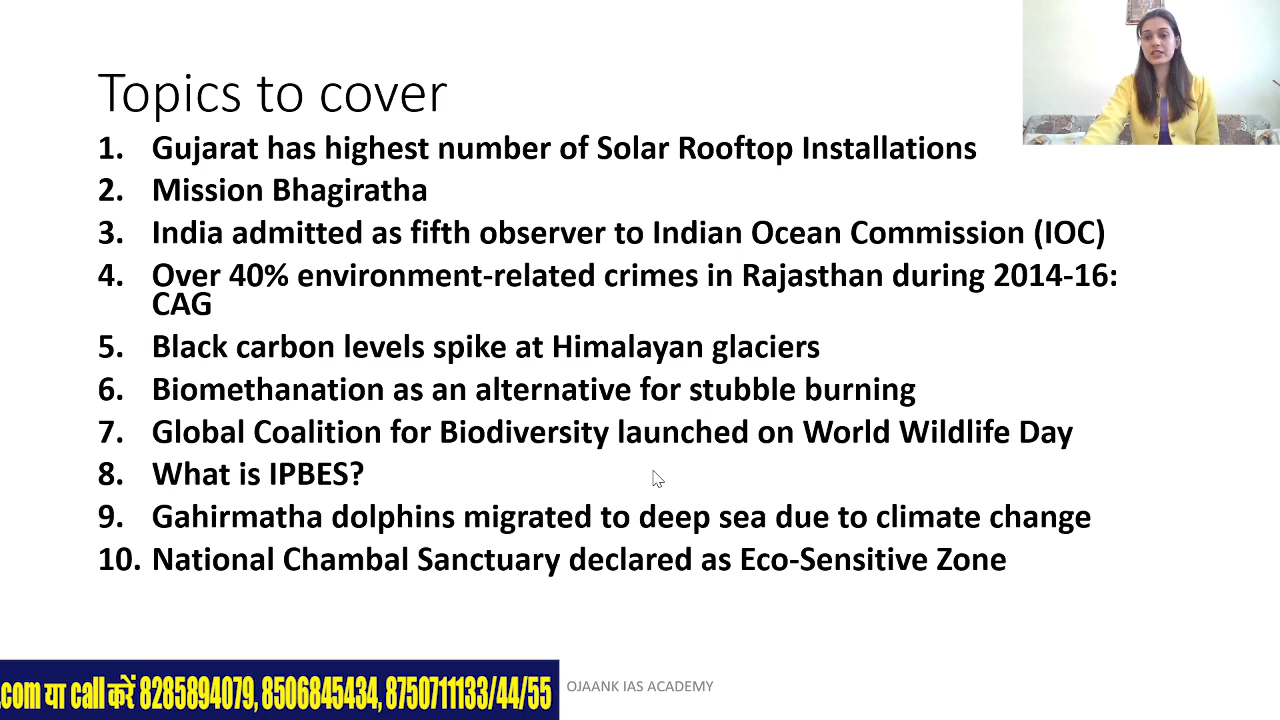 Topics to cover
1. Gujarat has highest number of Solar Rooftop Installations
2. Mission Bhagiratha
3. India admitted as fifth observer to Indian Ocean Commission (IOC)
4. Over 40% environment-related crimes in Rajasthan during 2014-16:
CAG
5. Black carbon levels spike at Himalayan glaciers
6. Biomethanation as an alternative for stubble burning
7. Global Coalition for Biodiversity launched on World Wildlife Day
8. What is IPBES?
9. Gahirmatha dolphins migrated to deep sea due to climate change
10. National Chambal Sanctuary declared as Eco-Sensitive Zone
.com या call करें 8285894079, 8506845434, 8750711133/44/55
OJAANK IAS ACADEMY